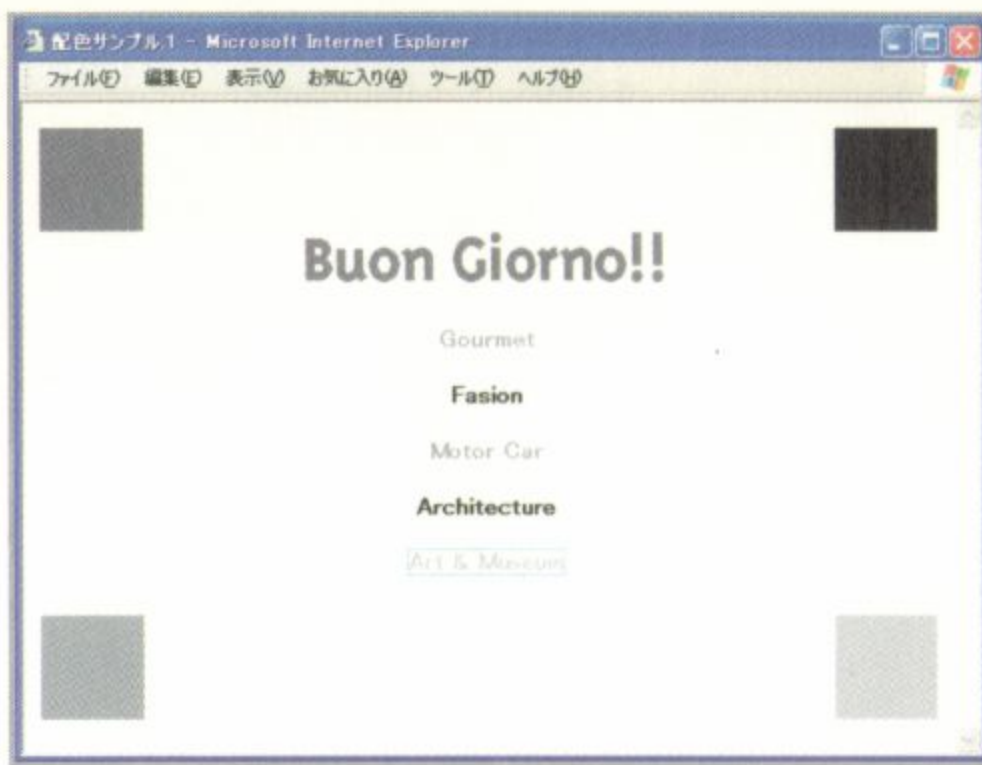 配色サンプル.1 - Microsoft Internet Explorer
ファイル(F) 編集(E) 表示(V) お気に入り(A) ツール(T) ヘルプ(H)
Buon Giorno!!
Gourmet
Fasion
Motor Car
Architecture
Art & Museum